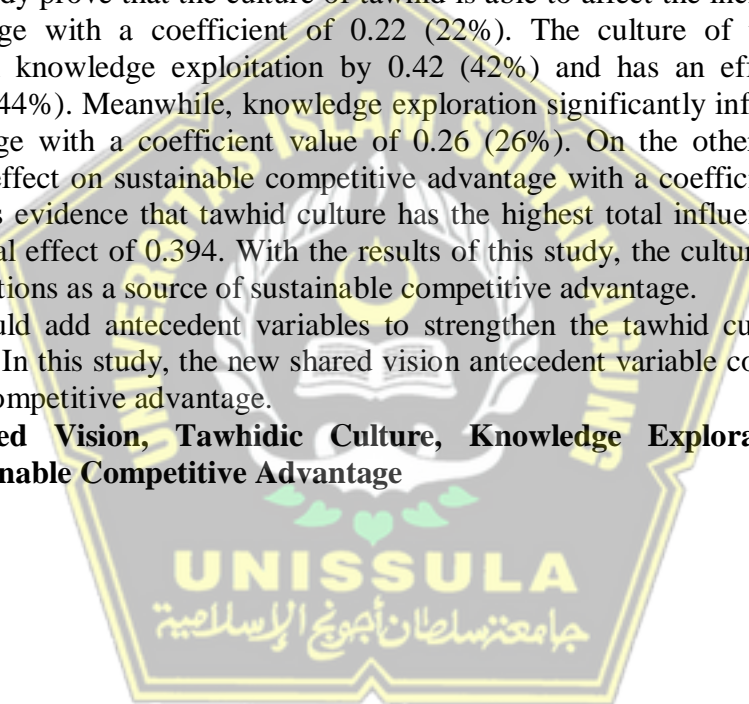 dy prove that the culture of tawhid is able to affect the inc
ge with a coefficient of 0.22 (22%). The culture of
knowledge exploitation by 0.42 (42%) and has an eff
44%). Meanwhile, knowledge exploration significantly inf
ge with a coefficient value of 0.26 (26%). On the other
effect on sustainable competitive advantage with a coeffici
s evidence that tawhid culture has the highest total influe
al effect of 0.394. With the results of this study, the cultur
tions as a source of sustainable competitive advantage.
uld add antecedent variables to strengthen the tawhid cu
In this study, the new shared vision antecedent variable co
ompetitive advantage.
ed Vision, Tawhidic Culture, Knowledge Explora
nable Competitive Advantage
UNIVERSITAS ISLAM SULTAN AGUNG
UNISSULA
جامعة سلطان أجونج الإسلامية